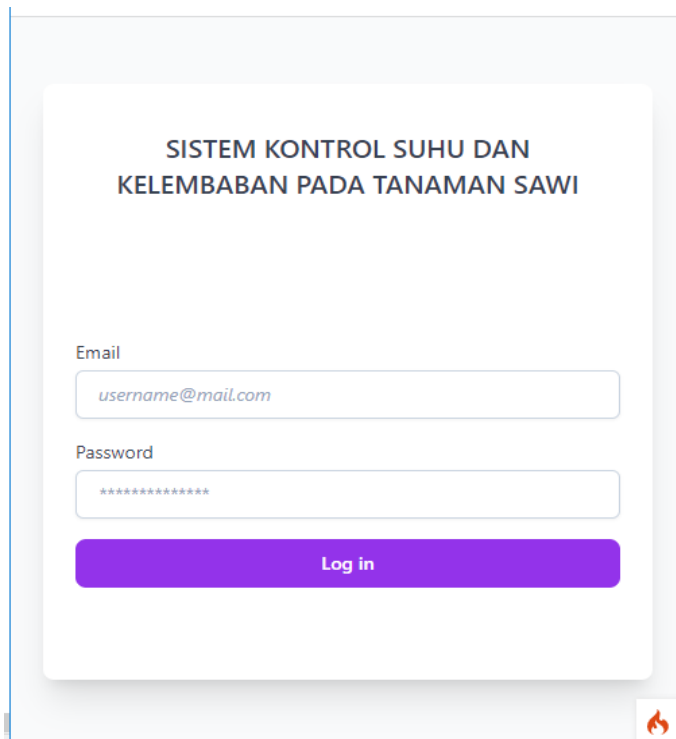 SISTEM KONTROL SUHU DAN
KELEMBABAN PADA TANAMAN SAWI
Email
username@mail.com
Password
**************
Log in